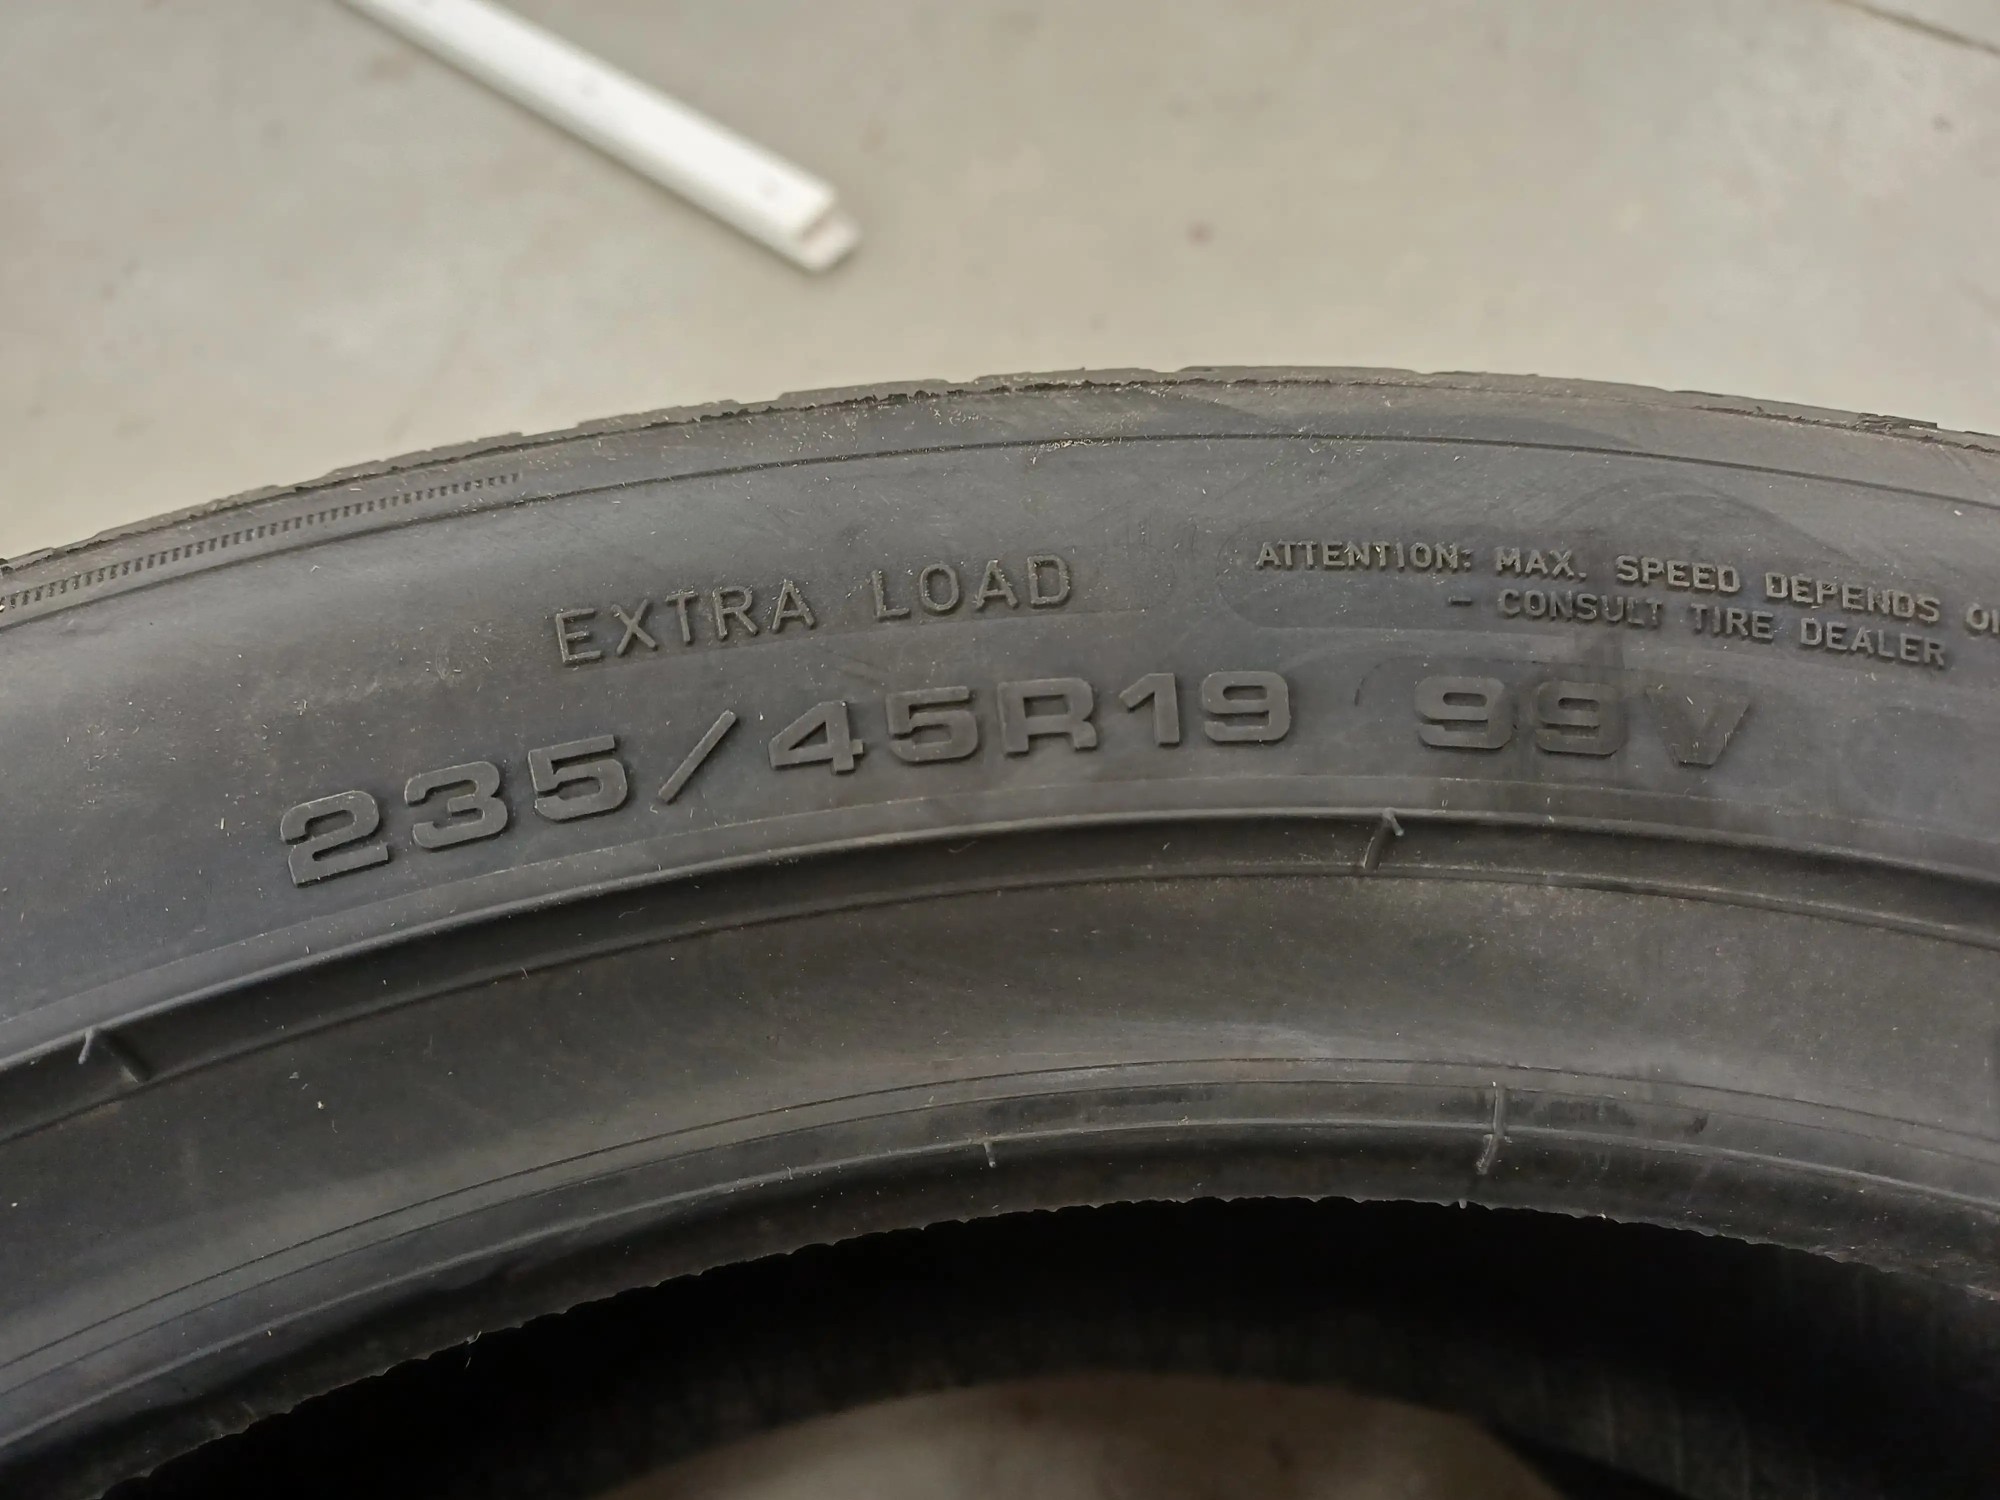 EXTRA LOAD
ATTENTION: MAX. SPEED DEPENDS
- CONSULT TIRE DEALER
235/45R19 99V